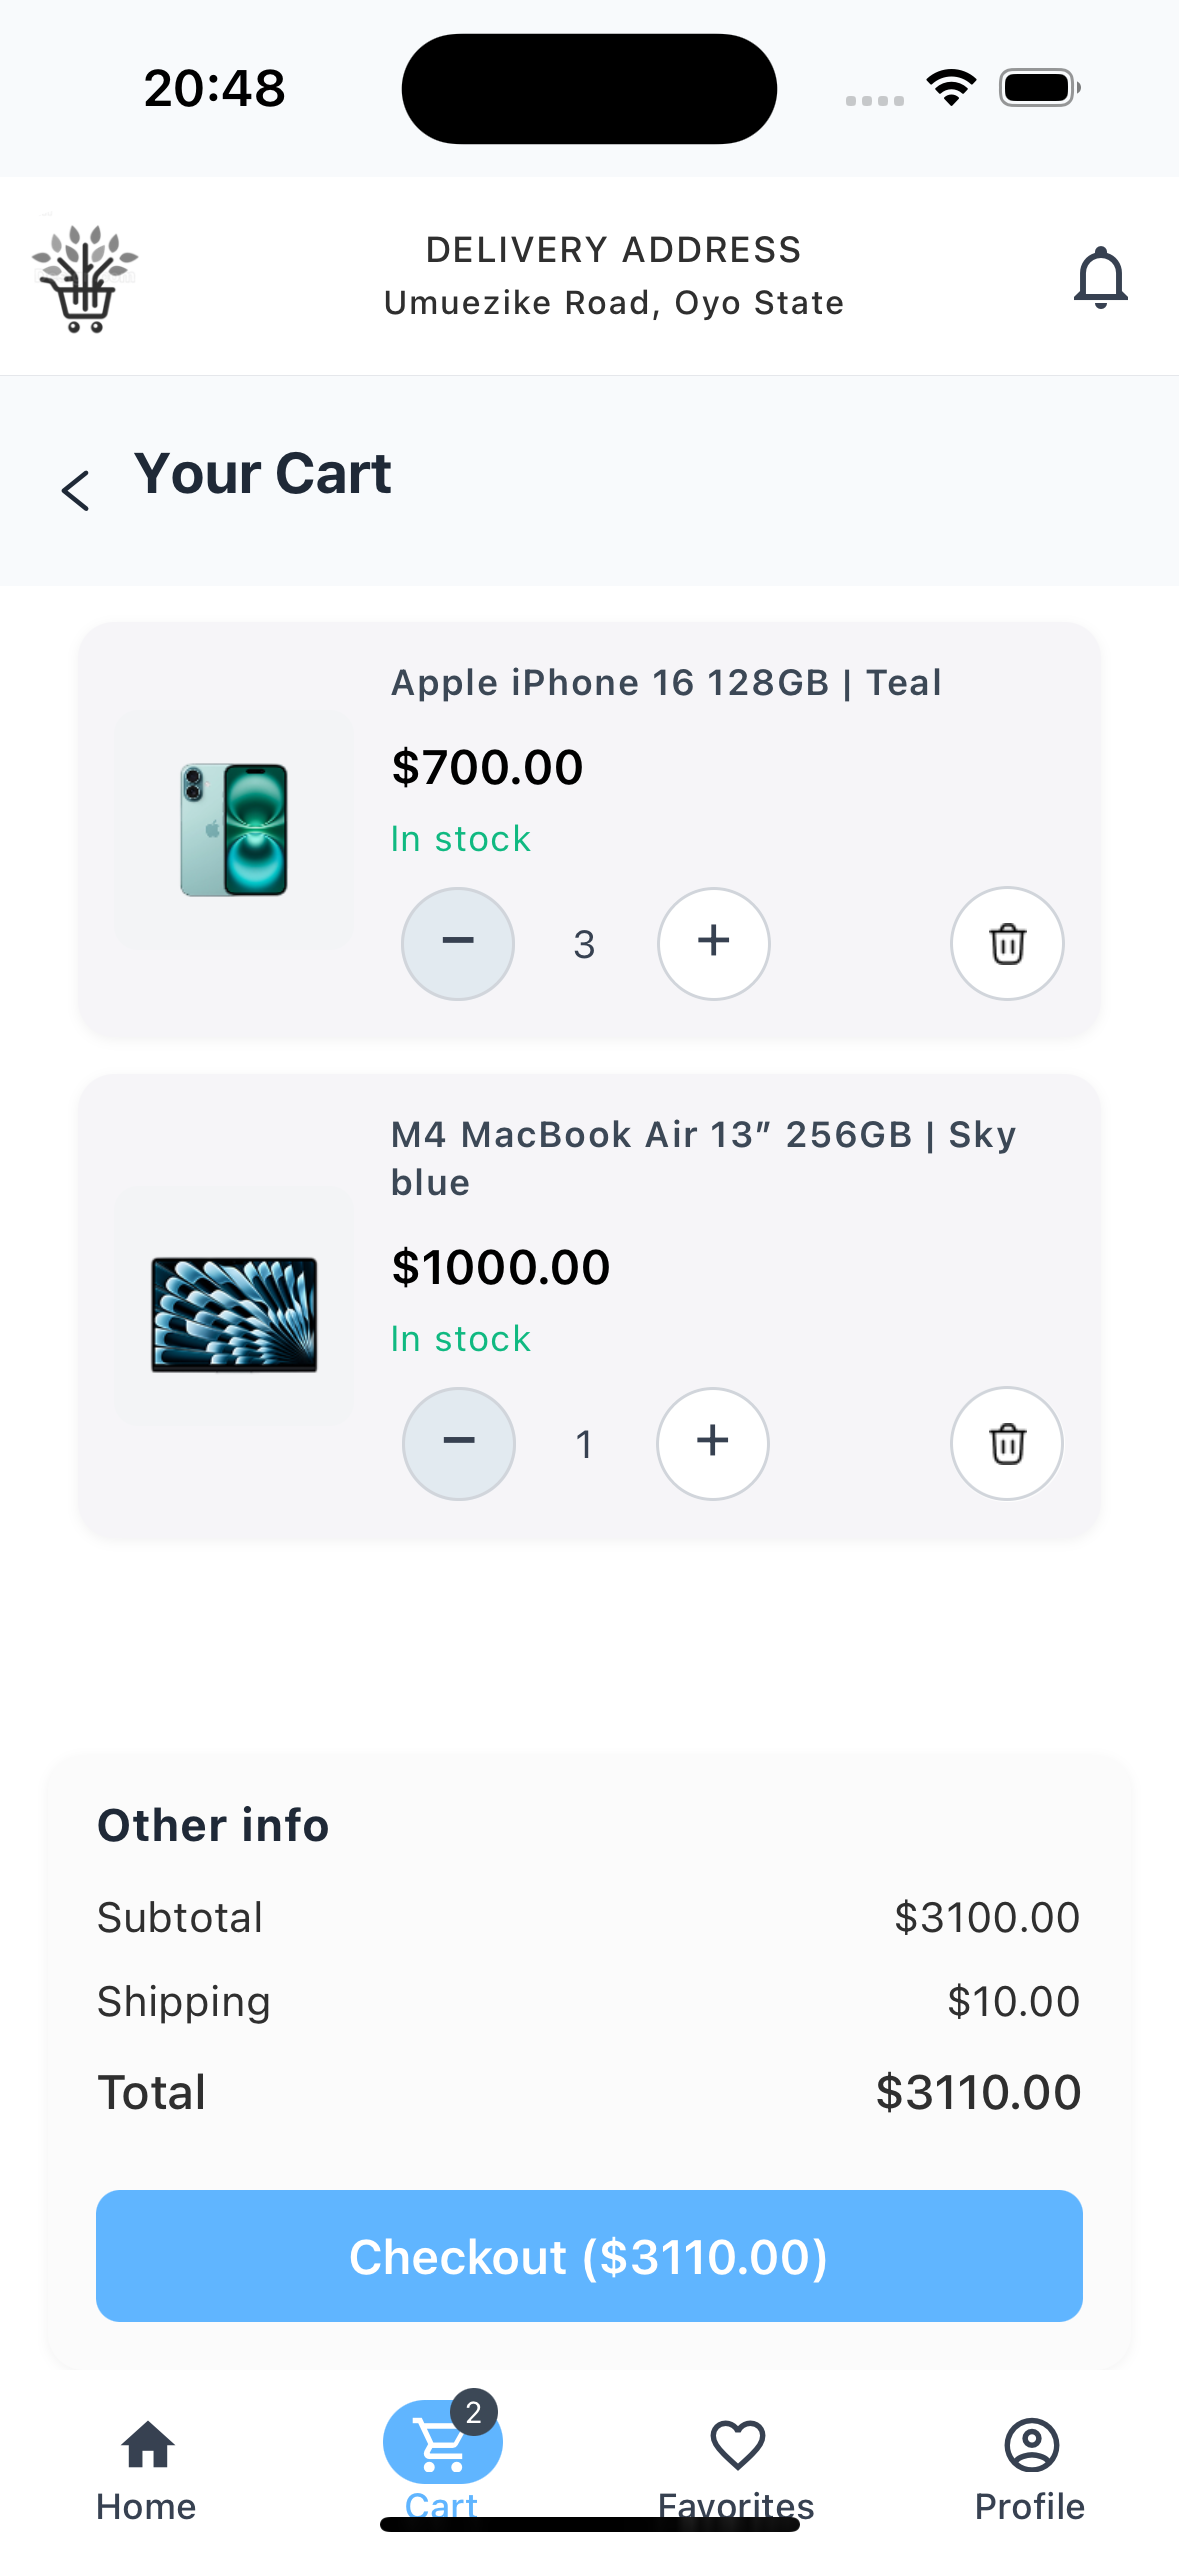 20:48
DELIVERY ADDRESS
Umuezike Road, Oyo State
Your Cart
Apple iPhone 16 128GB | Teal
$700.00
In stock
− 3 +
M4 MacBook Air 13” 256GB | Sky
blue
$1000.00
In stock
− 1 +
Other info
Subtotal $3100.00
Shipping $10.00
Total $3110.00
Checkout ($3110.00)
2
Home Cart Favorites Profile